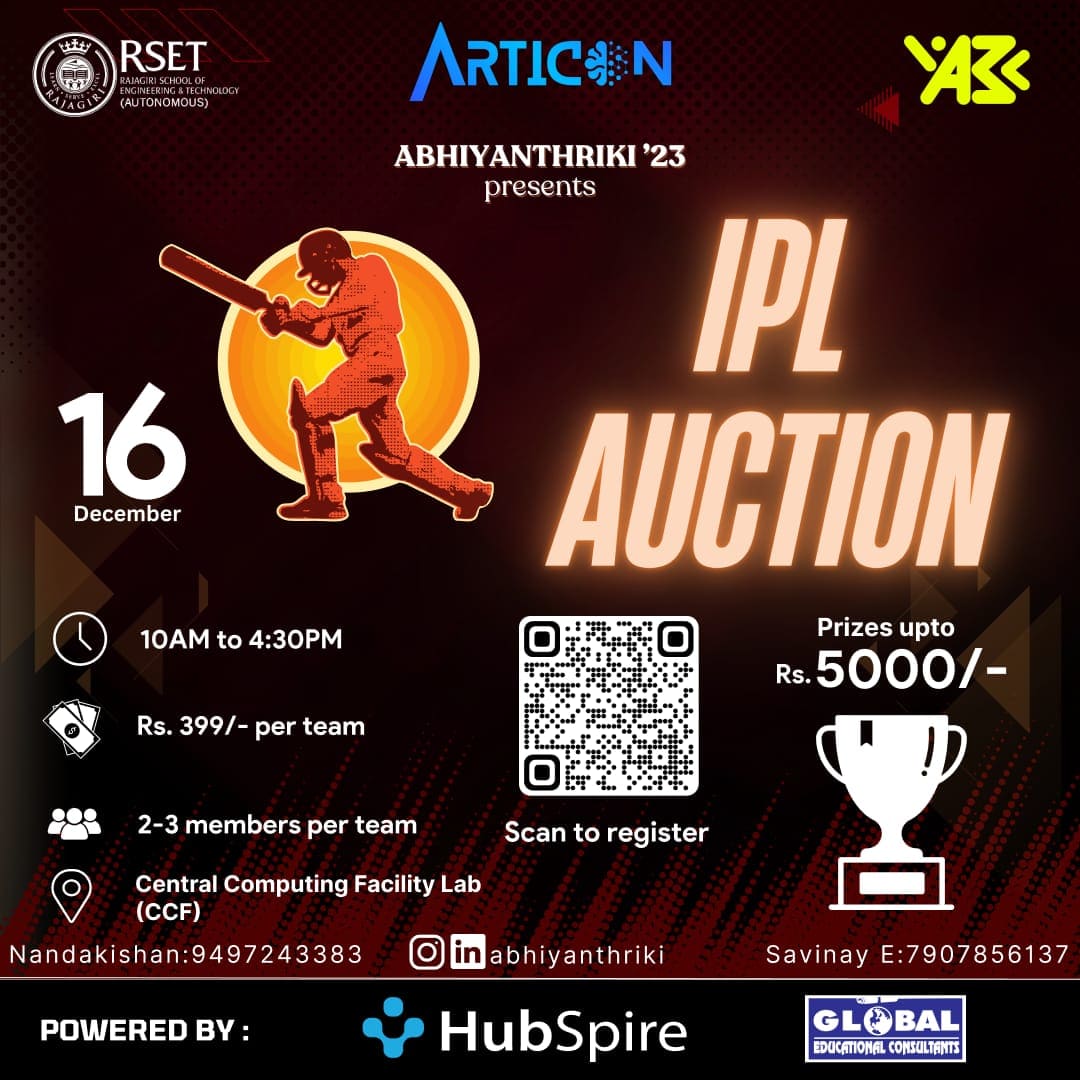 RSET
RAJAGIRI SCHOOL OF
ENGINEERING & TECHNOLOGY
(AUTONOMOUS)
RAJAGIRI
ARTICON
ABHIYANTHRIKI ’23
presents
IPL
AUCTION
16
December
10AM to 4:30PM
Rs. 399/- per team
2-3 members per team
Central Computing Facility Lab
(CCF)
Scan to register
Prizes upto
Rs. 5000/-
Nandakishan:9497243383
in abhiyanthriki
Savinay E:7907856137
POWERED BY :
HubSpire
GLOBAL
EDUCATIONAL CONSULTANTS